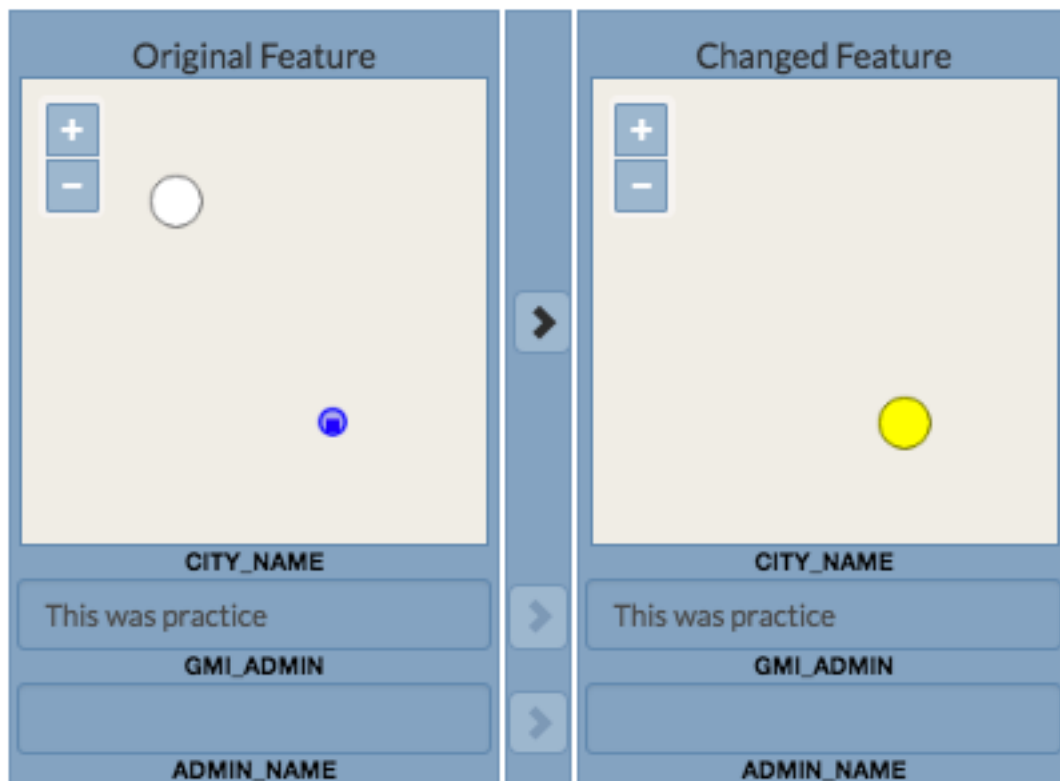 Original Feature
Changed Feature
+
+
−
−
CITY_NAME
CITY_NAME
This was practice
This was practice
GMI_ADMIN
GMI_ADMIN
ADMIN_NAME
ADMIN_NAME